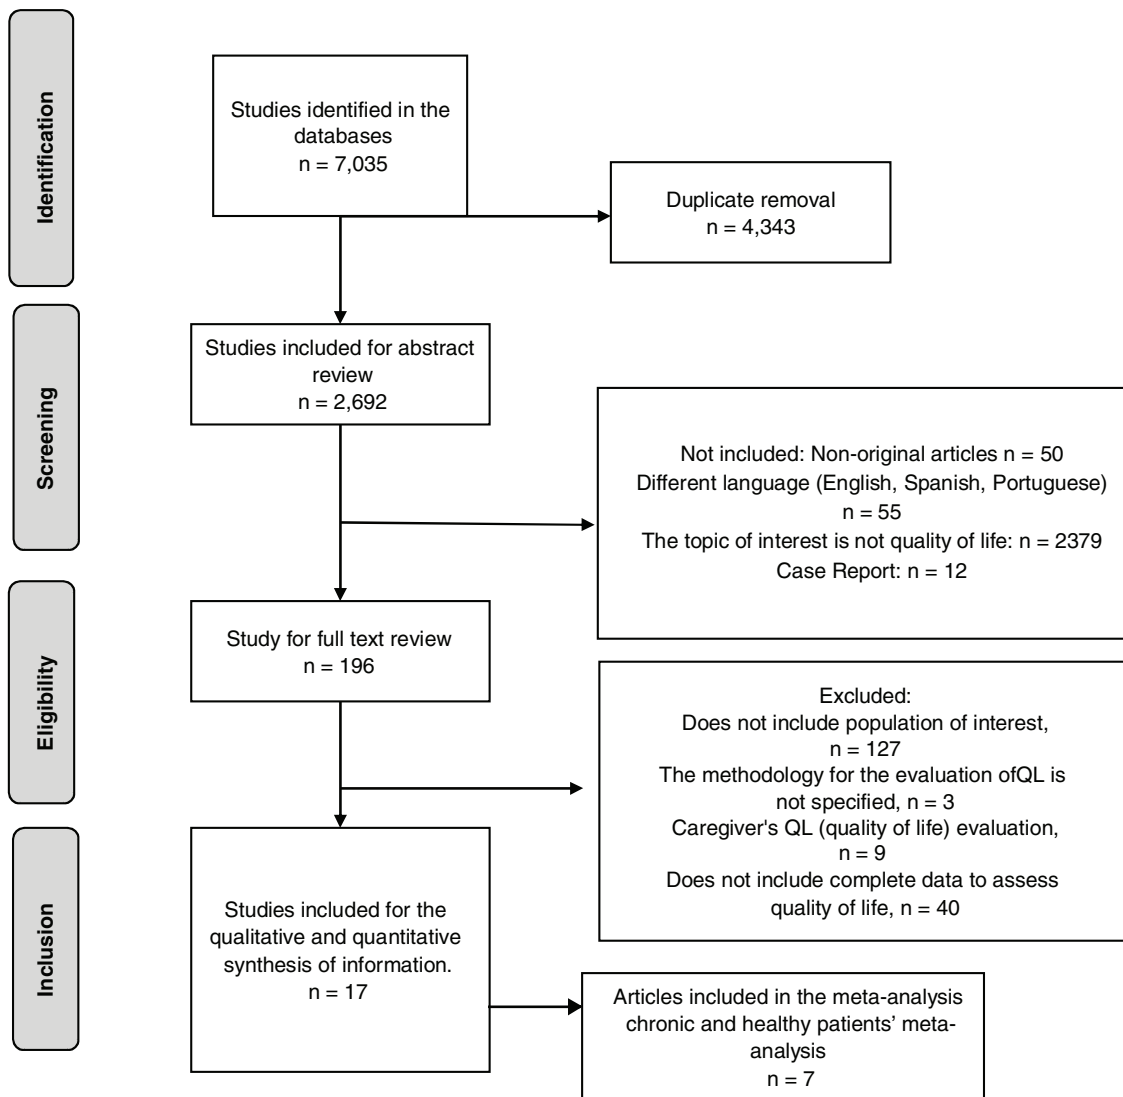 Identification
Studies identified in the
databases
n = 7,035
Duplicate removal
n = 4,343
Screening
Studies included for abstract
review
n = 2,692
Not included: Non-original articles n = 50
Different language (English, Spanish, Portuguese)
n = 55
The topic of interest is not quality of life: n = 2379
Case Report: n = 12
Eligibility
Study for full text review
n = 196
Excluded:
Does not include population of interest,
n = 127
The methodology for the evaluation ofQL is
not specified, n = 3
Caregiver's QL (quality of life) evaluation,
n = 9
Does not include complete data to assess
quality of life, n = 40
Inclusion
Studies included for the
qualitative and quantitative
synthesis of information.
n = 17
Articles included in the meta-analysis
chronic and healthy patients’ meta-
analysis
n = 7